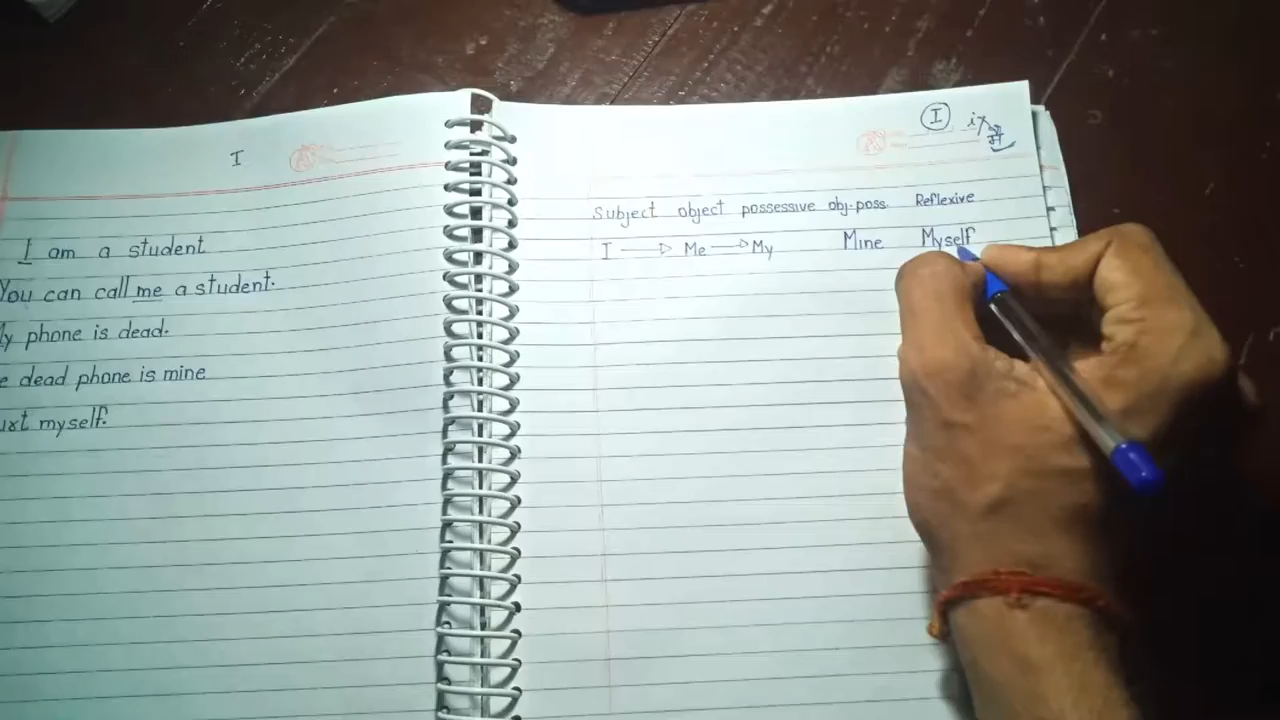 I
I am a student
You can call me a student.
y phone is dead.
e dead phone is mine
urt myself.
I
i
में
Subject object possessive obj-poss. Reflexive
I Me My Mine Myself